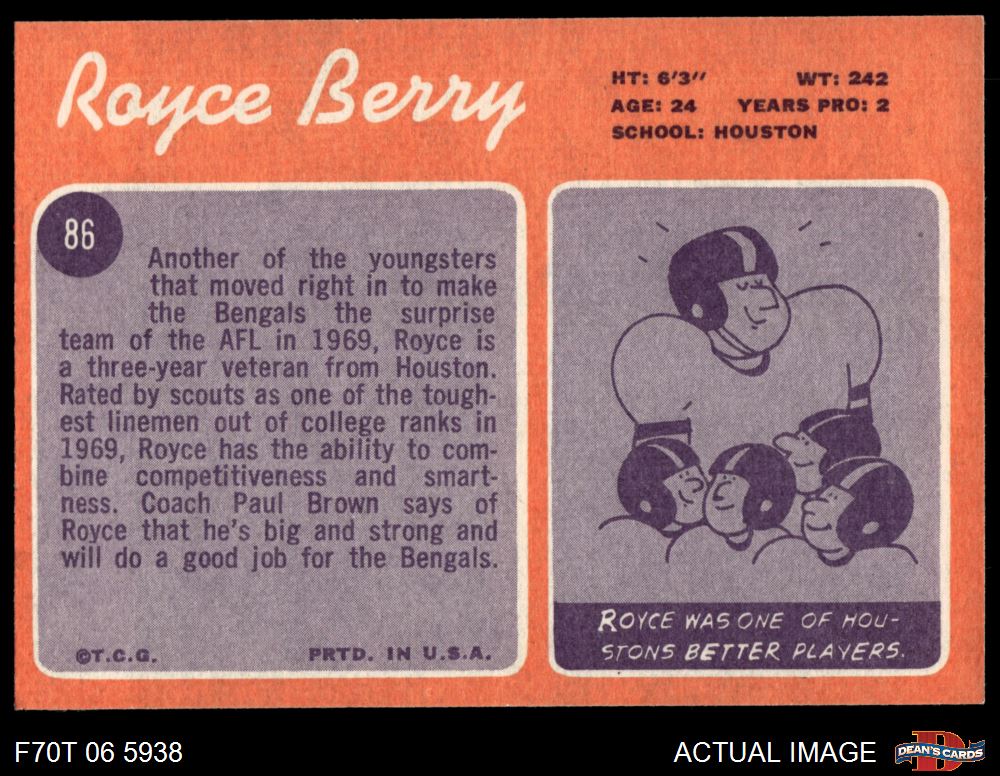 Royce Berry
HT: 6'3" WT: 242
AGE: 24 YEARS PRO: 2
SCHOOL: HOUSTON
86
Another of the youngsters
that moved right in to make
the Bengals the surprise
team of the AFL in 1969, Royce is
a three-year veteran from Houston.
Rated by scouts as one of the tough-
est linemen out of college ranks in
1969, Royce has the ability to com-
bine competitiveness and smart-
ness. Coach Paul Brown says of
Royce that he's big and strong and
will do a good job for the Bengals.
©T.C.G. PRTD. IN U.S.A.
ROYCE WAS ONE OF HOU-
STONS BETTER PLAYERS.
F70T 06 5938
ACTUAL IMAGE
D
DEAN'S CARDS